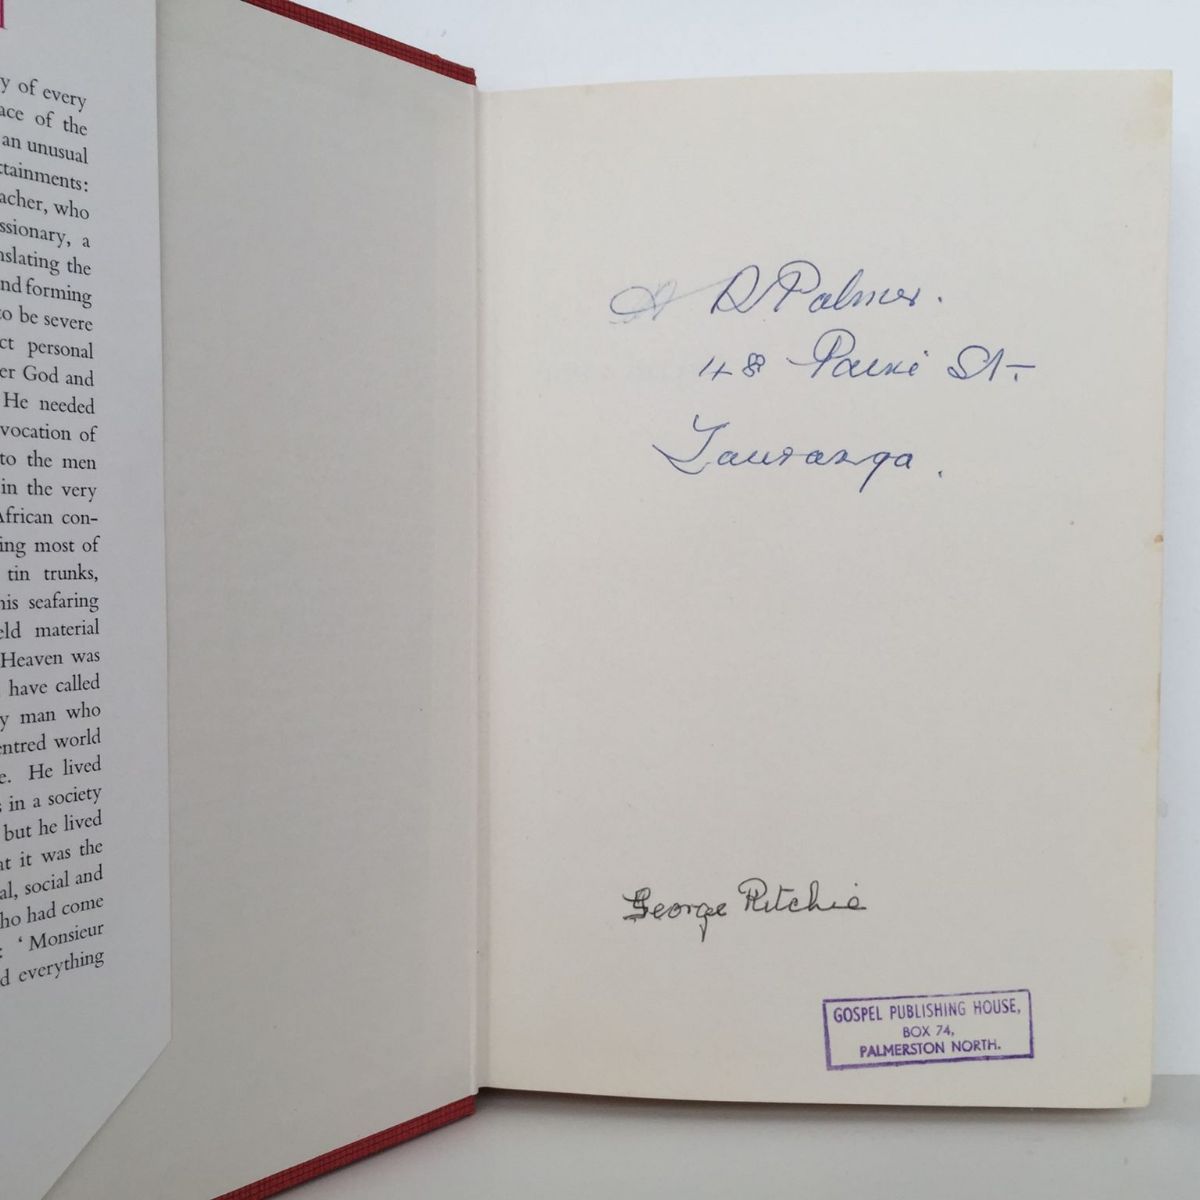 y of every
ace of the
an unusual
ttainments:
acher, who
ssionary, a
nslating the
nd forming
to be severe
ct personal
er God and
He needed
vocation of
to the men
in the very
African con-
ing most of
tin trunks,
his seafaring
eld material
Heaven was
have called
y man who
entred world
e. He lived
s in a society
but he lived
at it was the
al, social and
ho had come
: ‘Monsieur
d everything
A D Palmer.
48 St-
Tauranga.
George Ritchie
GOSPEL PUBLISHING HOUSE,
BOX 74,
PALMERSTON NORTH.